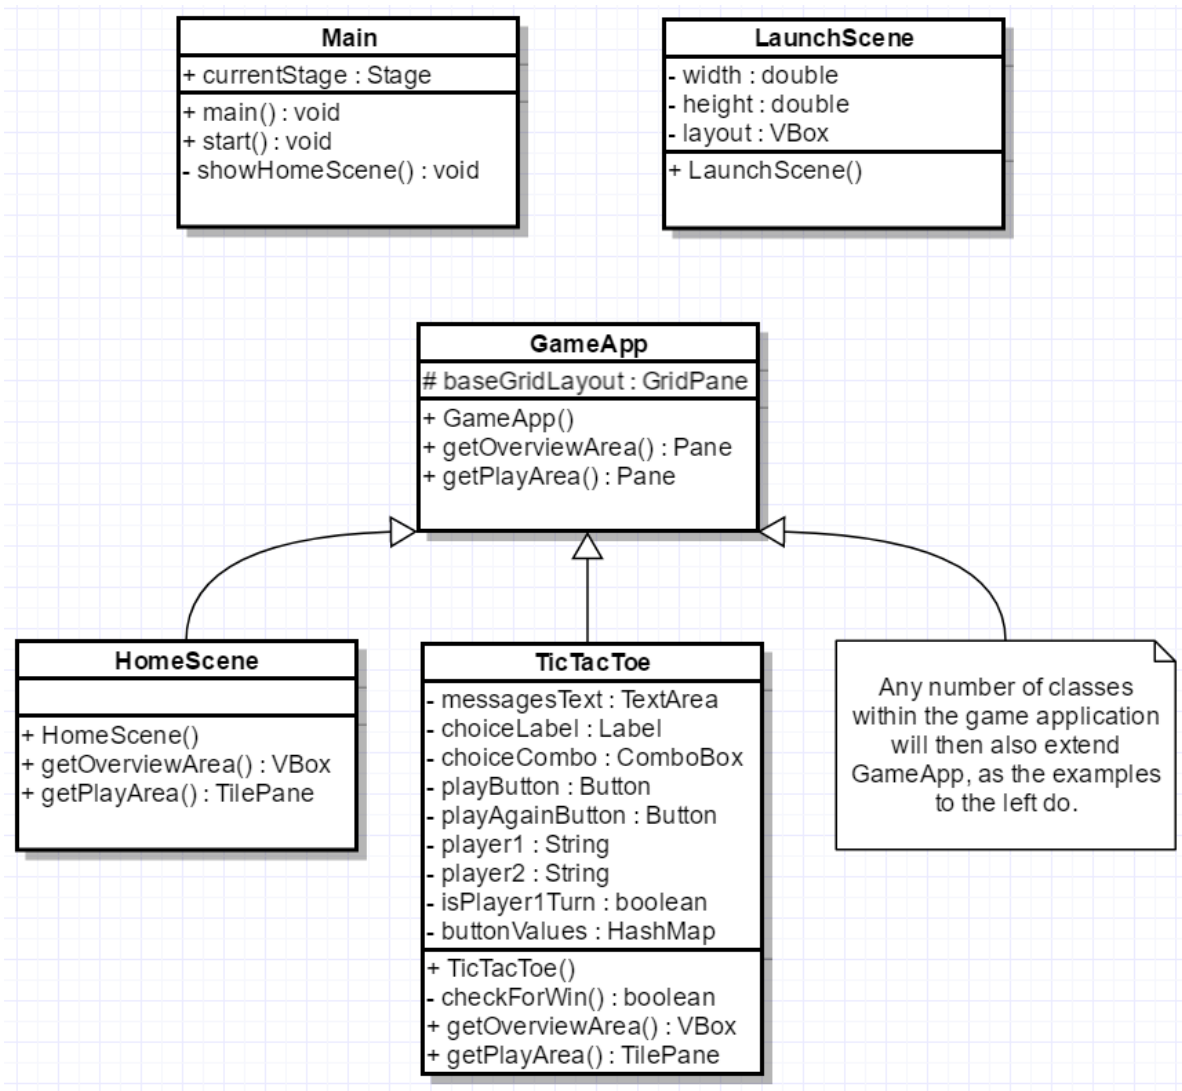 Main
+ currentStage : Stage
+ main() : void
+ start() : void
- showHomeScene() : void
LaunchScene
- width : double
- height : double
- layout : VBox
+ LaunchScene()
GameApp
# baseGridLayout : GridPane
+ GameApp()
+ getOverviewArea() : Pane
+ getPlayArea() : Pane
HomeScene
+ HomeScene()
+ getOverviewArea() : VBox
+ getPlayArea() : TilePane
TicTacToe
- messagesText : TextArea
- choiceLabel : Label
- choiceCombo : ComboBox
- playButton : Button
- playAgainButton : Button
- player1 : String
- player2 : String
- isPlayer1Turn : boolean
- buttonValues : HashMap
+ TicTacToe()
- checkForWin() : boolean
+ getOverviewArea() : VBox
+ getPlayArea() : TilePane
Any number of classes
within the game application
will then also extend
GameApp, as the examples
to the left do.